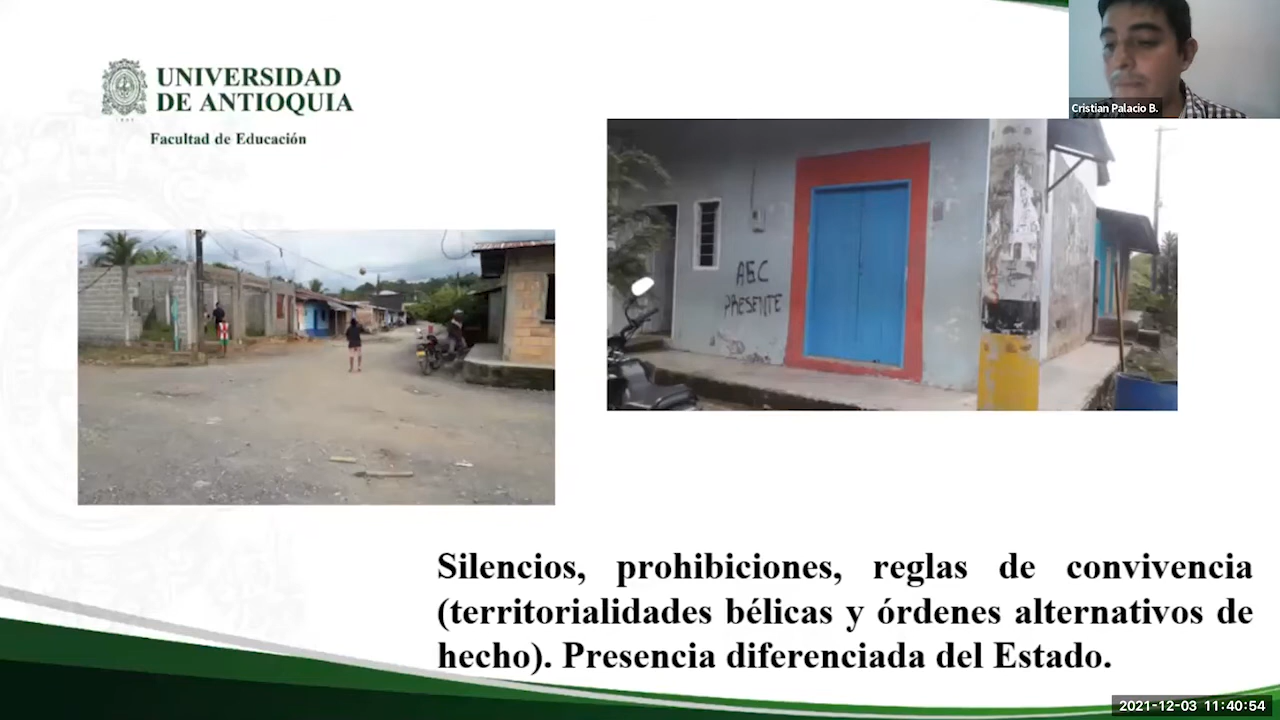 UNIVERSIDAD
DE ANTIOQUIA
Facultad de Educación
Cristian Palacio B.
AGC
PRESENTE
Silencios, prohibiciones, reglas de convivencia
(territorialidades bélicas y órdenes alternativos de
hecho). Presencia diferenciada del Estado.
2021-12-03 11:40:54